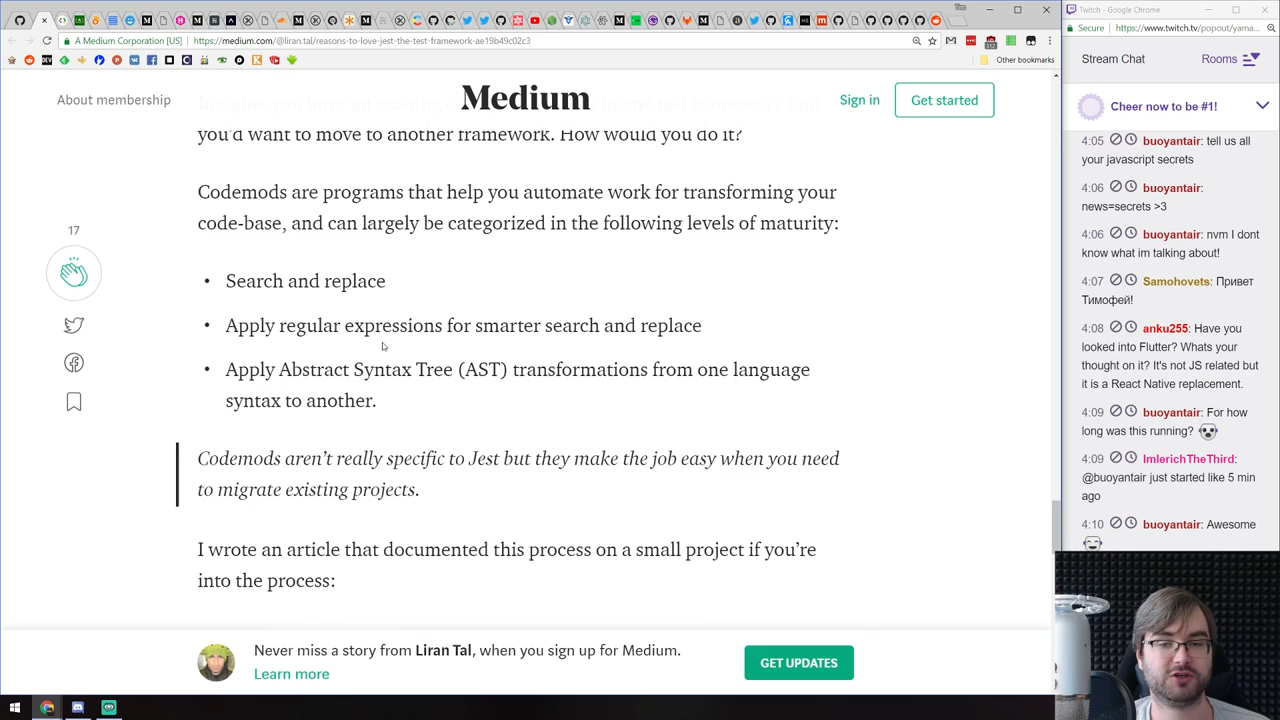 Twitch - Google Chrome
A Medium Corporation [US] | https://medium.com/@liran.tal/reasons-to-love-jest-the-test-framework-ae19b49c02c3
Secure | https://www.twitch.tv/popout/yama...
Other bookmarks
About membership
Medium
Sign in
Get started
you'd want to move to another framework. How would you do it?
Codemods are programs that help you automate work for transforming your
code-base, and can largely be categorized in the following levels of maturity:
17
• Search and replace
• Apply regular expressions for smarter search and replace
• Apply Abstract Syntax Tree (AST) transformations from one language
syntax to another.
Codemods aren't really specific to Jest but they make the job easy when you need
to migrate existing projects.
I wrote an article that documented this process on a small project if you're
into the process:
Never miss a story from Liran Tal, when you sign up for Medium.
Learn more
GET UPDATES
Stream Chat
Rooms
Cheer now to be #1!
4:05 buoyantair: tell us all
your javascript secrets
4:06 buoyantair:
news=secrets >3
4:06 buoyantair: nvm I dont
know what im talking about!
4:07 Samohovets: Привет
Тимофей!
4:08 anku255: Have you
looked into Flutter? Whats your
thought on it? It's not JS related but
it is a React Native replacement.
4:09 buoyantair: For how
long was this running?
4:09 ImlerichTheThird:
@buoyantair just started like 5 min
ago
4:10 buoyantair: Awesome